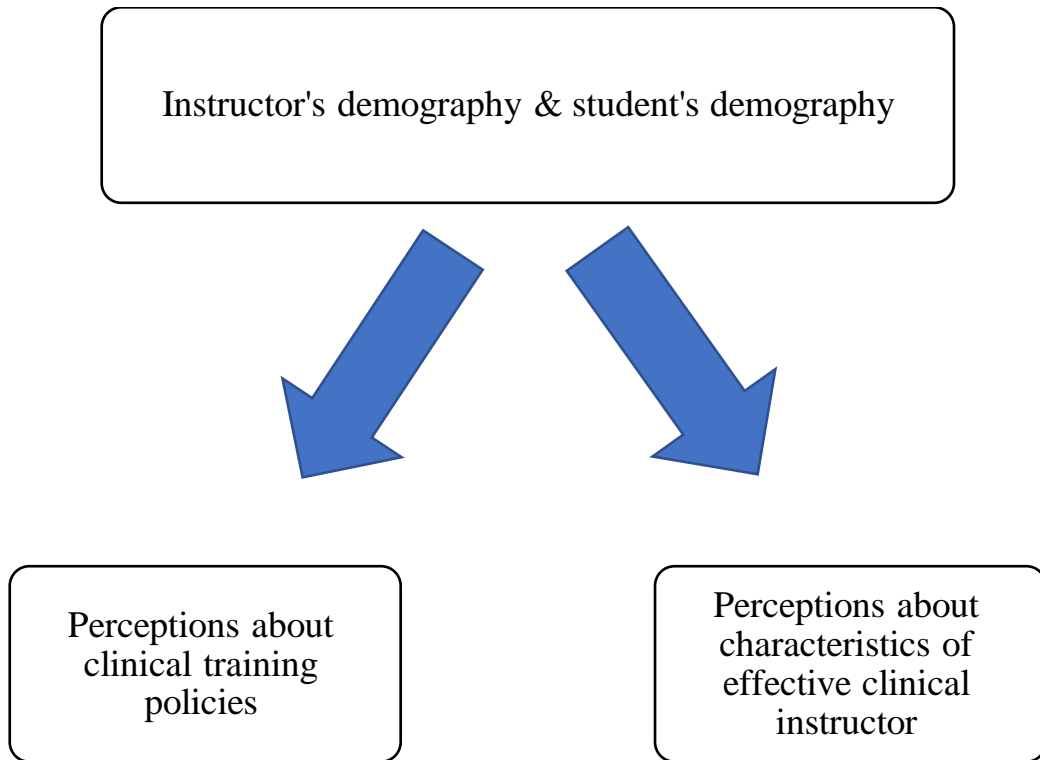 Instructor's demography & student's demography
Perceptions about
clinical training
policies
Perceptions about
characteristics of
effective clinical
instructor